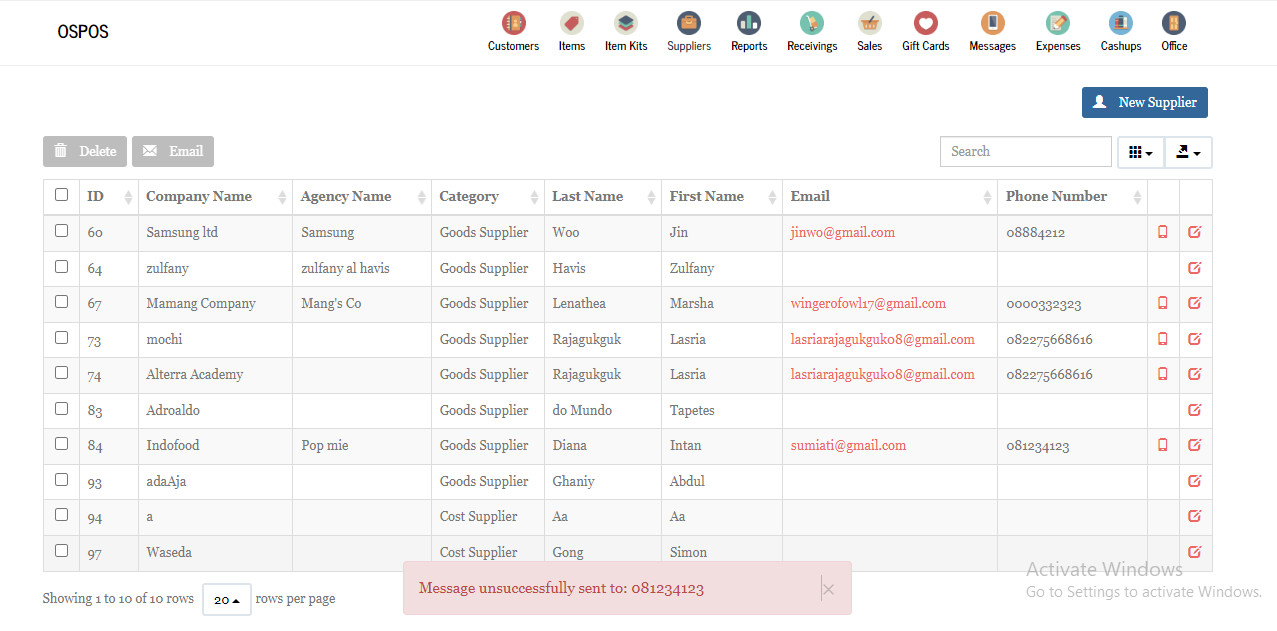 OSPOS
Customers Items Item Kits Suppliers Reports Receivings Sales Gift Cards Messages Expenses Cashups Office
New Supplier
Delete Email Search
ID Company Name Agency Name Category Last Name First Name Email Phone Number
60 Samsung ltd Samsung Goods Supplier Woo Jin jinwo@gmail.com 08884212
64 zulfany zulfany al havis Goods Supplier Havis Zulfany
67 Mamang Company Mang's Co Goods Supplier Lenathea Marsha wingerofowl17@gmail.com 0000332323
73 mochi Goods Supplier Rajagukguk Lasria lasriarajagukguk08@gmail.com 082275668616
74 Alterra Academy Goods Supplier Rajagukguk Lasria lasriarajagukguk08@gmail.com 082275668616
83 Adroaldo Goods Supplier do Mundo Tapetes
84 Indofood Pop mie Goods Supplier Diana Intan sumiati@gmail.com 081234123
93 adaAja Goods Supplier Ghaniy Abdul
94 a Cost Supplier Aa Aa
97 Waseda Cost Supplier Gong Simon
Showing 1 to 10 of 10 rows 20 rows per page
Message unsuccessfully sent to: 081234123
Activate Windows
Go to Settings to activate Windows.